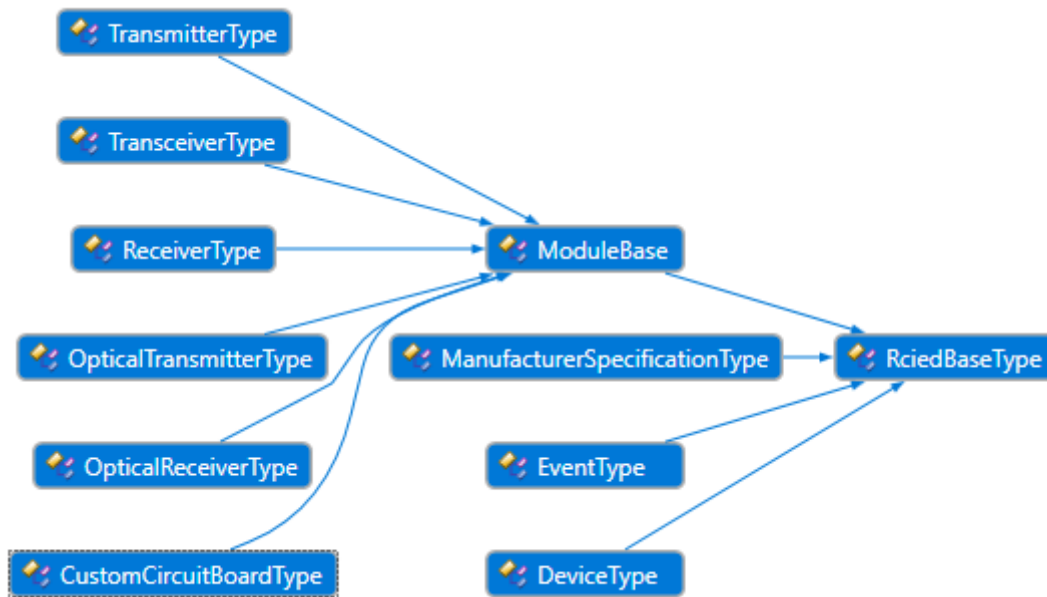 TransmitterType
TransceiverType
ReceiverType
ModuleBase
OpticalTransmitterType
ManufacturerSpecificationType
RciedBaseType
OpticalReceiverType
EventType
CustomCircuitBoardType
DeviceType